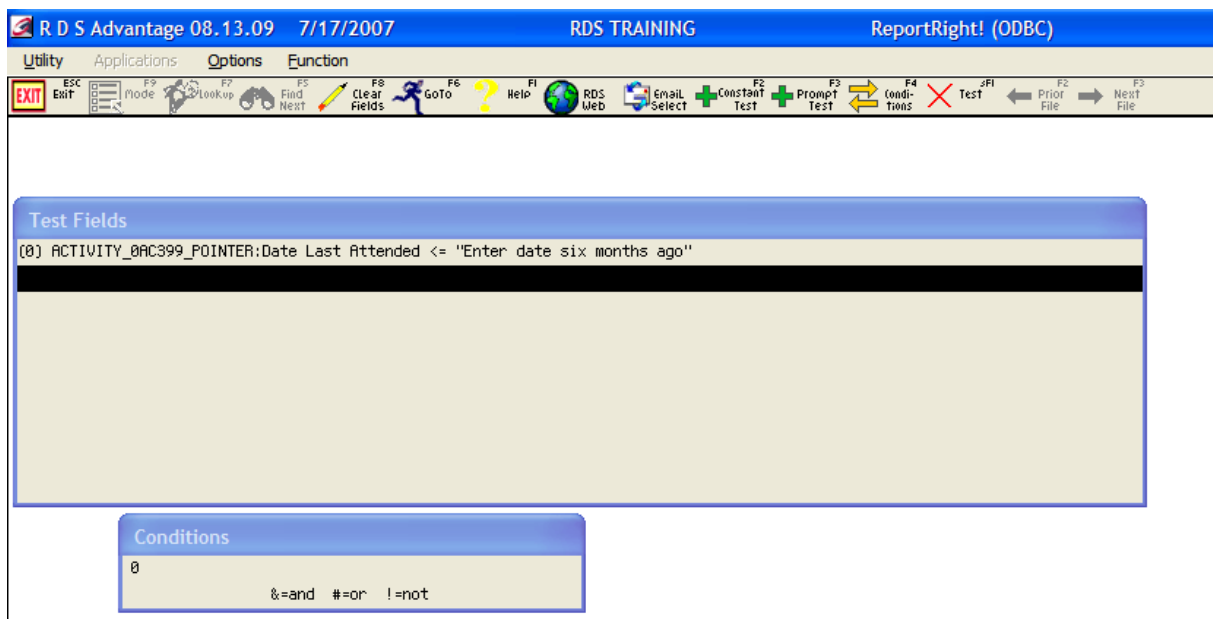 R D S Advantage 08.13.09 7/17/2007 RDS TRAINING ReportRight! (ODBC)
Utility Applications Options Function
EXIT ESC Exit F9 Mode F7 Lookup F5 Find Next F8 Clear Fields F6 GoTo F1 Help RDS Web EmaiL Select F2 Constant Test F3 Prompt Test F4 Condi- tions sF1 Test F2 Prior File F3 Next File
Test Fields
(0) ACTIVITY_0AC399_POINTER:Date Last Attended <= "Enter date six months ago"
Conditions
0
&=and #=or !=not